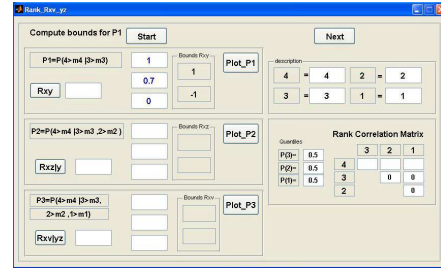 Rank_Rxv_yz
Compute bounds for P1
Start
Next
P1=P(4>m4 |3>m3)
1
0.7
0
Bounds Rxy
1
-1
Plot_P1
Rxy
description
4 = 4 2 = 2
3 = 3 1 = 1
P2=P(4>m4 |3>m3 ,2>m2 )
Bounds Rxz
Plot_P2
Rxz|y
Quantiles
P(3)= 0.5
P(2)= 0.5
P(1)= 0.5
Rank Correlation Matrix
3 2 1
4
3 0 0
2 0
P3=P(4>m4 |3>m3,
2>m2 ,1>m1)
Bounds Rxv
Plot_P3
Rxv|yz